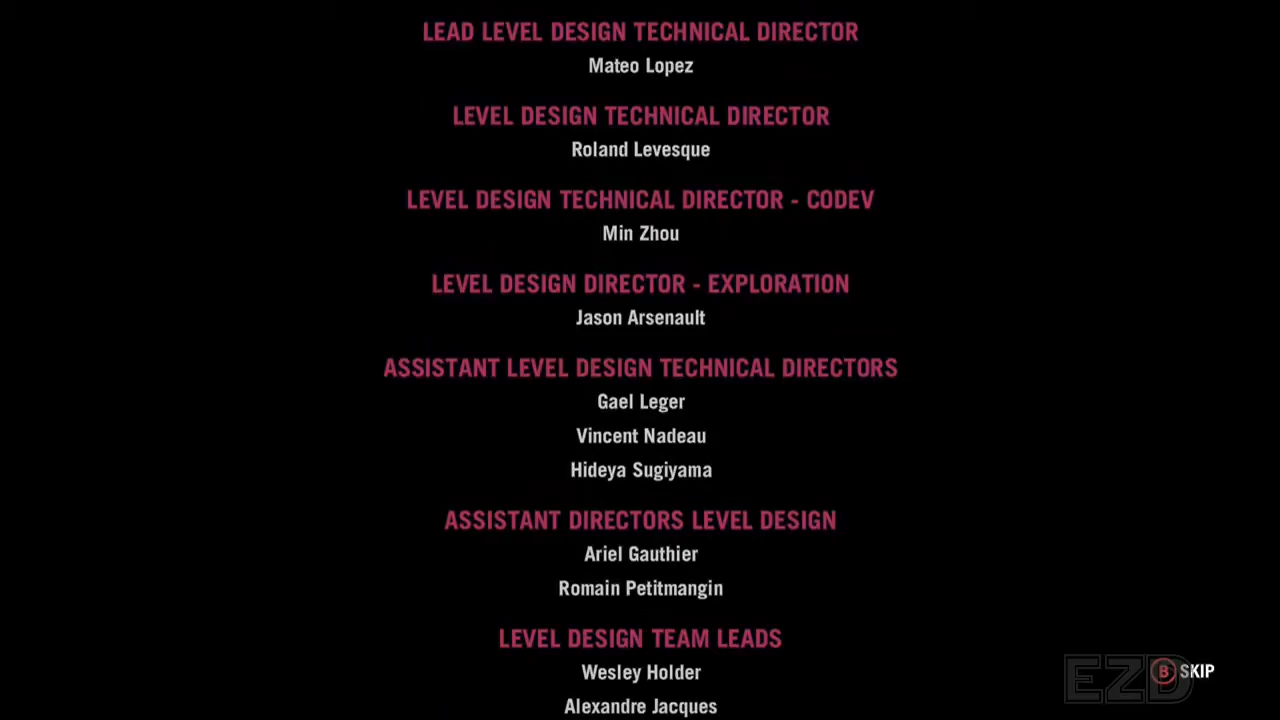 LEAD LEVEL DESIGN TECHNICAL DIRECTOR
Mateo Lopez
LEVEL DESIGN TECHNICAL DIRECTOR
Roland Levesque
LEVEL DESIGN TECHNICAL DIRECTOR - CODEV
Min Zhou
LEVEL DESIGN DIRECTOR - EXPLORATION
Jason Arsenault
ASSISTANT LEVEL DESIGN TECHNICAL DIRECTORS
Gael Leger
Vincent Nadeau
Hideya Sugiyama
ASSISTANT DIRECTORS LEVEL DESIGN
Ariel Gauthier
Romain Petitmangin
LEVEL DESIGN TEAM LEADS
Wesley Holder
EZD B SKIP
Alexandre Jacques